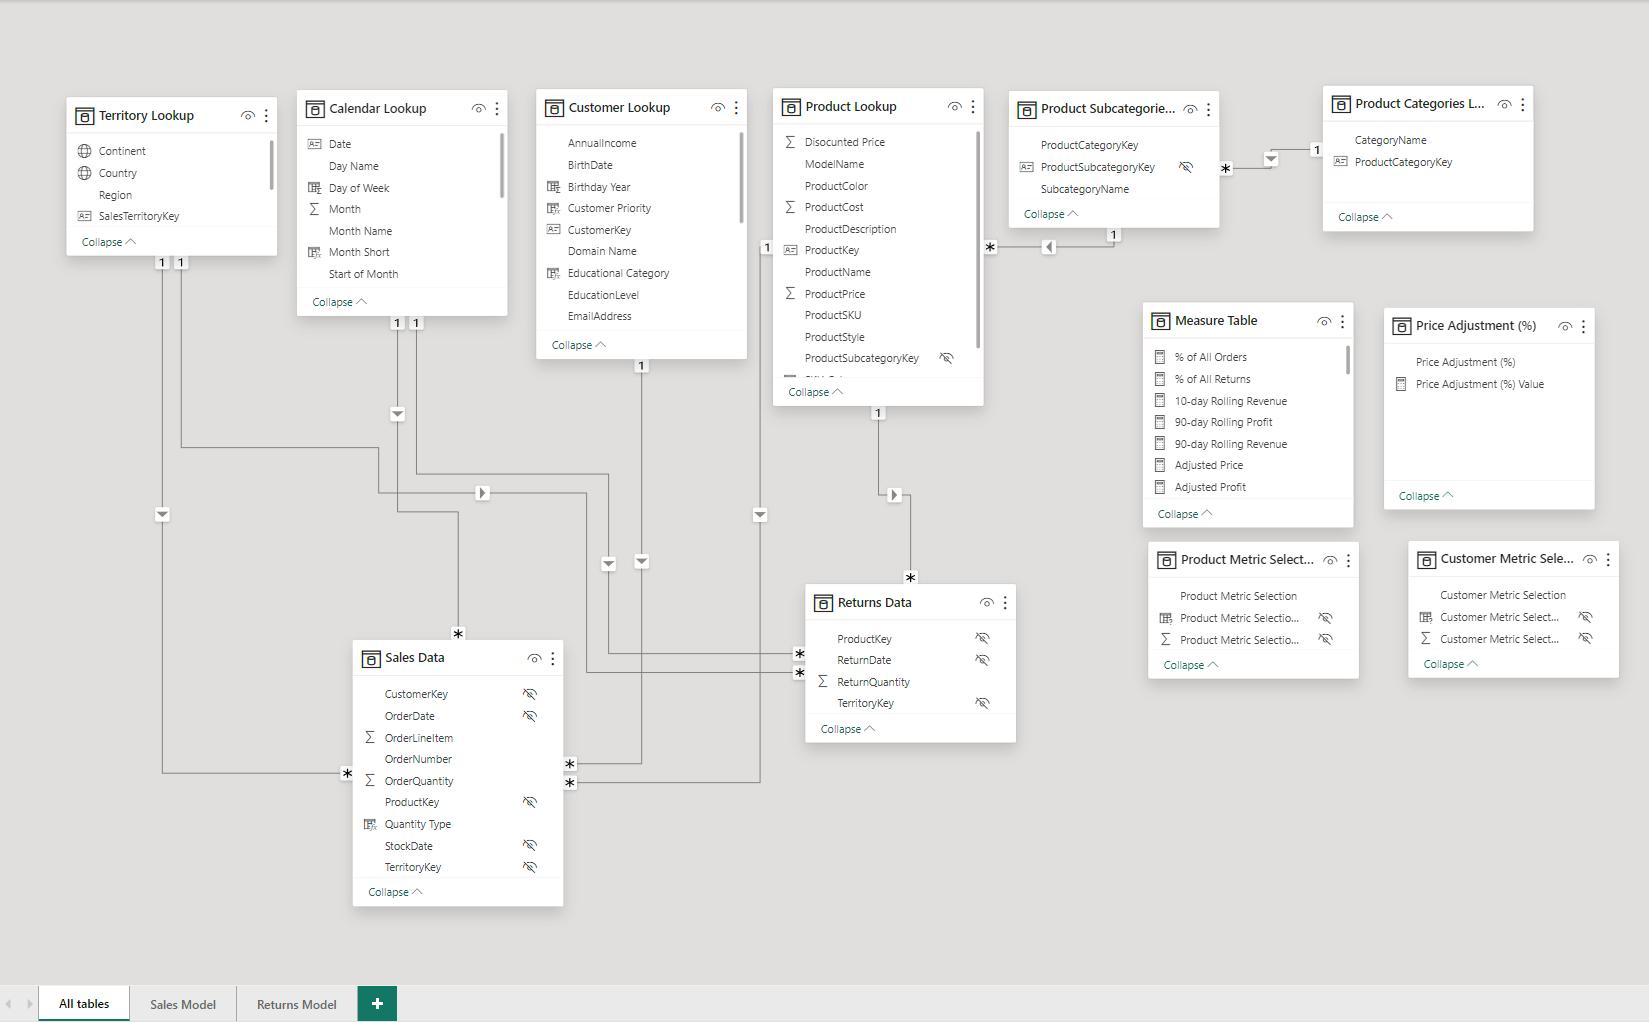 Territory Lookup
Continent
Country
Region
SalesTerritoryKey
Collapse
Calendar Lookup
Date
Day Name
Day of Week
Month
Month Name
Month Short
Start of Month
Collapse
Customer Lookup
AnnualIncome
BirthDate
Birthday Year
Customer Priority
CustomerKey
Domain Name
Educational Category
EducationLevel
EmailAddress
Collapse
Product Lookup
Disocunted Price
ModelName
ProductColor
ProductCost
ProductDescription
ProductKey
ProductName
ProductPrice
ProductSKU
ProductStyle
ProductSubcategoryKey
Collapse
Product Subcategorie...
ProductCategoryKey
ProductSubcategoryKey
SubcategoryName
Collapse
Product Categories L...
CategoryName
ProductCategoryKey
Collapse
1
*
1
*
1
1 1
1 1
1
1
Measure Table
% of All Orders
% of All Returns
10-day Rolling Revenue
90-day Rolling Profit
90-day Rolling Revenue
Adjusted Price
Adjusted Profit
Collapse
Price Adjustment (%)
Price Adjustment (%)
Price Adjustment (%) Value
Collapse
Product Metric Select...
Product Metric Selection
Product Metric Selectio...
Product Metric Selectio...
Collapse
Customer Metric Sele...
Customer Metric Selection
Customer Metric Select...
Customer Metric Select...
Collapse
*
Returns Data
ProductKey
ReturnDate
ReturnQuantity
TerritoryKey
Collapse
*
*
*
Sales Data
CustomerKey
OrderDate
OrderLineItem
OrderNumber
OrderQuantity
ProductKey
Quantity Type
StockDate
TerritoryKey
Collapse
*
*
*
All tables
Sales Model
Returns Model
+